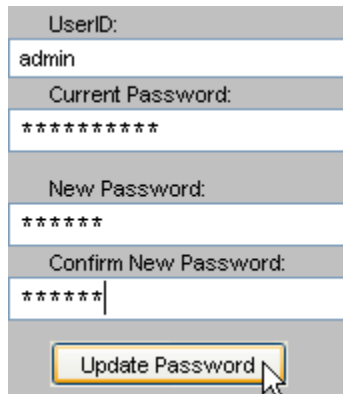 UserID:
admin
Current Password:
**********
New Password:
******
Confirm New Password:
******
Update Password